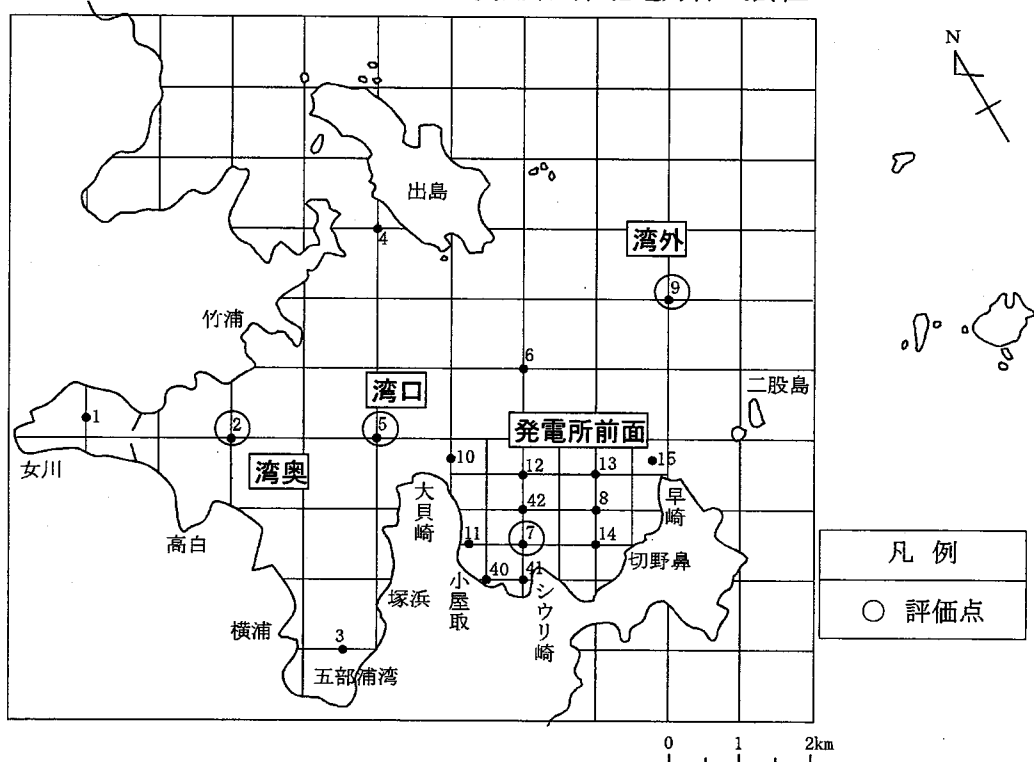 N
出島
4
湾外
9
竹浦
6
二股島
湾口
1
2
5
発電所前面
10
12
13
15
女川
湾奥
大貝崎
42
8
早崎
高白
11
7
14
切野鼻
凡 例
40
41
小屋取
シウリ崎
塚浜
○ 評価点
横浦
3
五部浦湾
0 1 2km